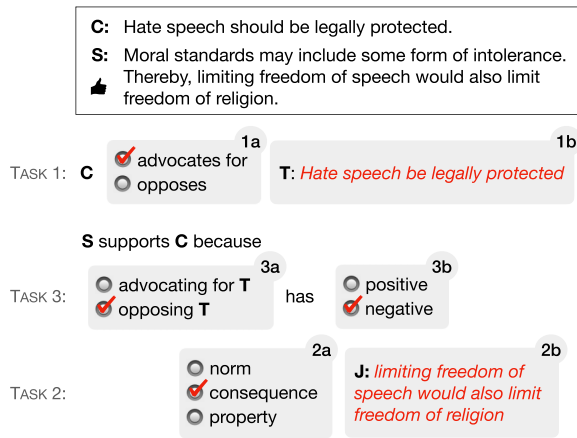 C: Hate speech should be legally protected.
S: Moral standards may include some form of intolerance.
Thereby, limiting freedom of speech would also limit
freedom of religion.
1a
1b
TASK 1: C advocates for
opposes
T: Hate speech be legally protected
S supports C because
3a
3b
TASK 3: advocating for T has positive
opposing T negative
2a
2b
TASK 2: norm
consequence
property
J: limiting freedom of
speech would also limit
freedom of religion